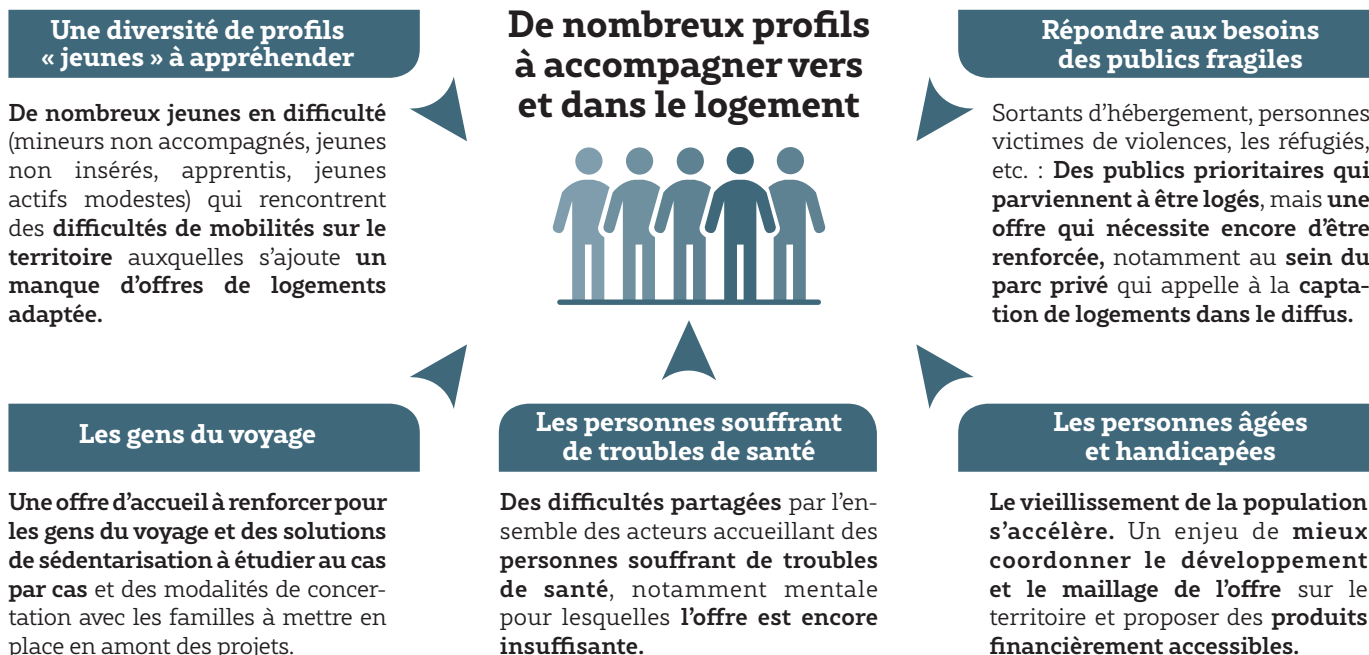 De nombreux profils
à accompagner vers
et dans le logement
Une diversité de profils
« jeunes » à appréhender
De nombreux jeunes en difficulté
(mineurs non accompagnés, jeunes
non insérés, apprentis, jeunes
actifs modestes) qui rencontrent
des difficultés de mobilités sur le
territoire auxquelles s’ajoute un
manque d’offres de logements
adaptée.
Répondre aux besoins
des publics fragiles
Sortants d’hébergement, personnes
victimes de violences, les réfugiés,
etc. : Des publics prioritaires qui
parviennent à être logés, mais une
offre qui nécessite encore d’être
renforcée, notamment au sein du
parc privé qui appelle à la capta-
tion de logements dans le diffus.
Les gens du voyage
Une offre d’accueil à renforcer pour
les gens du voyage et des solutions
de sédentarisation à étudier au cas
par cas et des modalités de concer-
tation avec les familles à mettre en
place en amont des projets.
Les personnes souffrant
de troubles de santé
Des difficultés partagées par l’en-
semble des acteurs accueillant des
personnes souffrant de troubles
de santé, notamment mentale
pour lesquelles l’offre est encore
insuffisante.
Les personnes âgées
et handicapées
Le vieillissement de la population
s’accélère. Un enjeu de mieux
coordonner le développement
et le maillage de l’offre sur le
territoire et proposer des produits
financièrement accessibles.